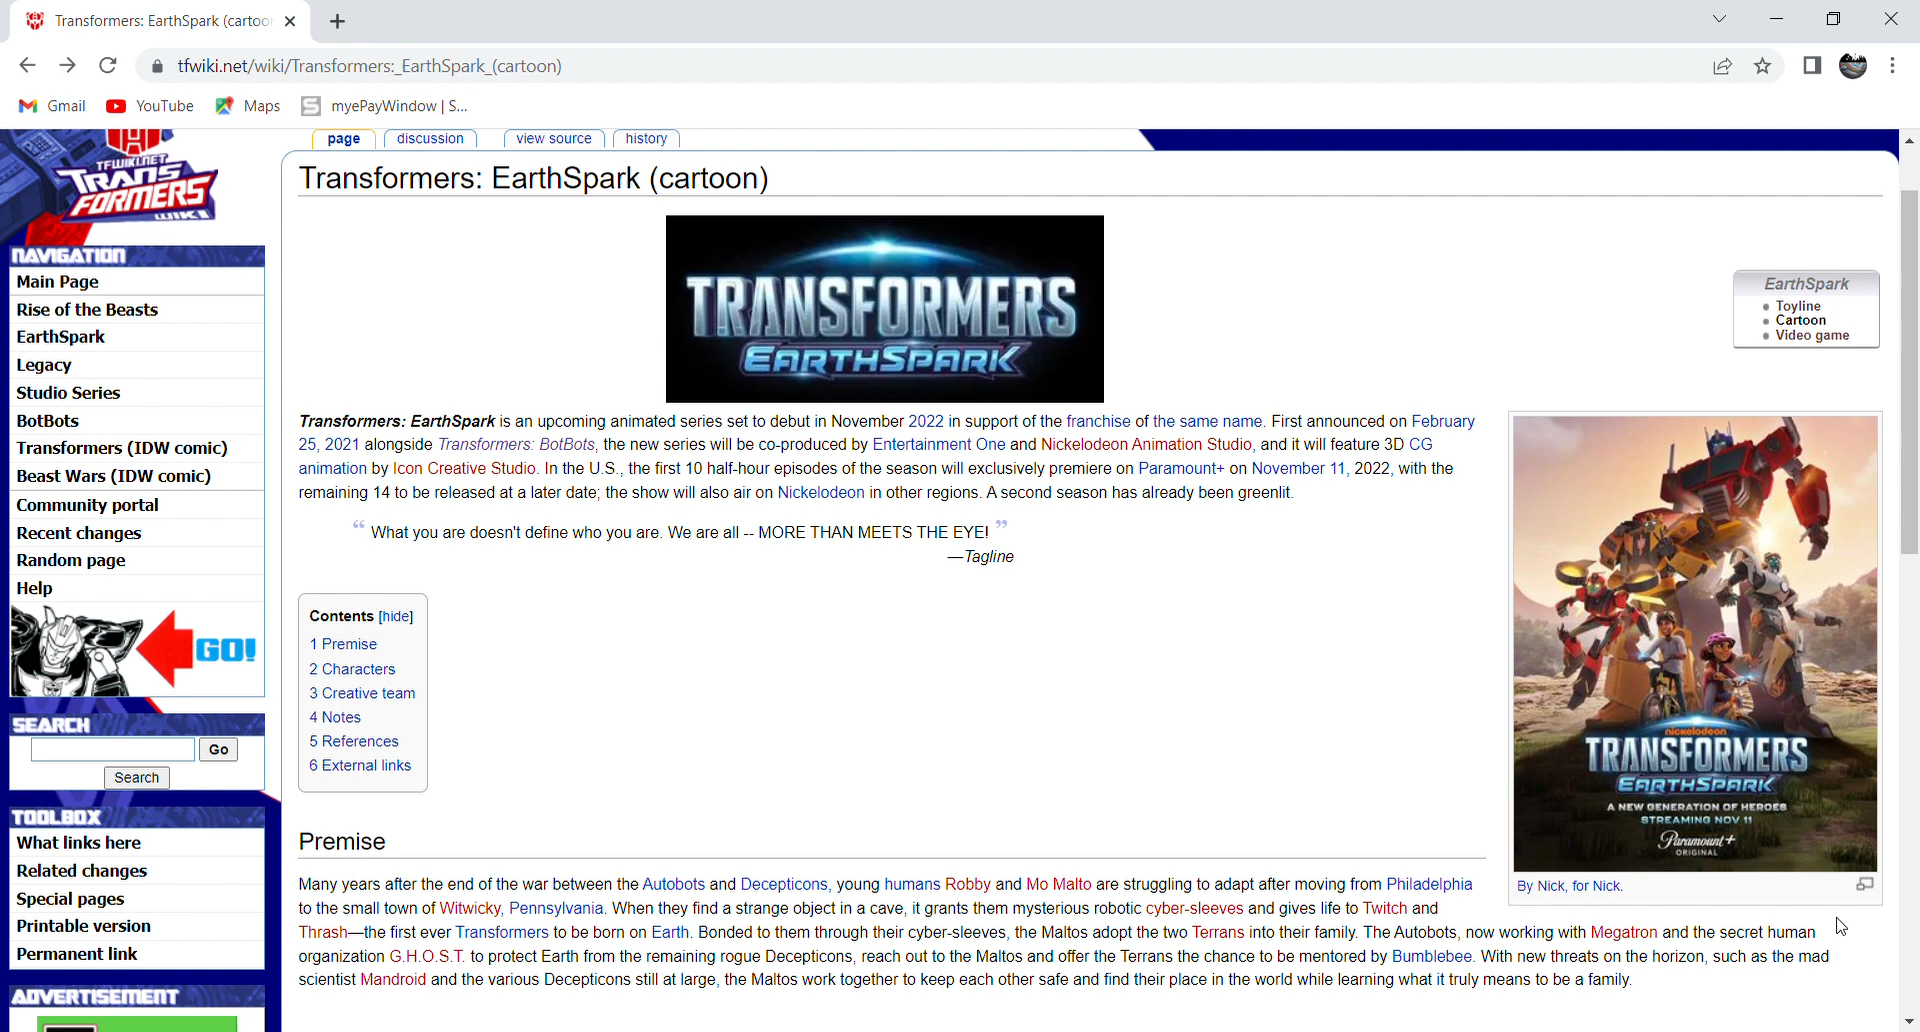 Transformers: EarthSpark (cartoo
tfwiki.net/wiki/Transformers:_EarthSpark_(cartoon)
Gmail YouTube Maps myePayWindow | S...
page discussion view source history
TFWIKI.NET
TRANSFORMERS
WIKI
Transformers: EarthSpark (cartoon)
TRANSFORMERS
EARTHSPARK
EarthSpark
Toyline
Cartoon
Video game
NAVIGATION
Main Page
Rise of the Beasts
EarthSpark
Legacy
Studio Series
BotBots
Transformers (IDW comic)
Beast Wars (IDW comic)
Community portal
Recent changes
Random page
Help
GO!
SEARCH
Go
Search
TOOLBOX
What links here
Related changes
Special pages
Printable version
Permanent link
ADVERTISEMENT
Transformers: EarthSpark is an upcoming animated series set to debut in November 2022 in support of the franchise of the same name. First announced on February
25, 2021 alongside Transformers: BotBots, the new series will be co-produced by Entertainment One and Nickelodeon Animation Studio, and it will feature 3D CG
animation by Icon Creative Studio. In the U.S., the first 10 half-hour episodes of the season will exclusively premiere on Paramount+ on November 11, 2022, with the
remaining 14 to be released at a later date; the show will also air on Nickelodeon in other regions. A second season has already been greenlit.
“ What you are doesn't define who you are. We are all -- MORE THAN MEETS THE EYE! ”
—Tagline
Contents [hide]
1 Premise
2 Characters
3 Creative team
4 Notes
5 References
6 External links
nickelodeon
TRANSFORMERS
EARTHSPARK
A NEW GENERATION OF HEROES
STREAMING NOV 11
Paramount+
ORIGINAL
By Nick, for Nick.
Premise
Many years after the end of the war between the Autobots and Decepticons, young humans Robby and Mo Malto are struggling to adapt after moving from Philadelphia
to the small town of Witwicky, Pennsylvania. When they find a strange object in a cave, it grants them mysterious robotic cyber-sleeves and gives life to Twitch and
Thrash—the first ever Transformers to be born on Earth. Bonded to them through their cyber-sleeves, the Maltos adopt the two Terrans into their family. The Autobots, now working with Megatron and the secret human
organization G.H.O.S.T. to protect Earth from the remaining rogue Decepticons, reach out to the Maltos and offer the Terrans the chance to be mentored by Bumblebee. With new threats on the horizon, such as the mad
scientist Mandroid and the various Decepticons still at large, the Maltos work together to keep each other safe and find their place in the world while learning what it truly means to be a family.